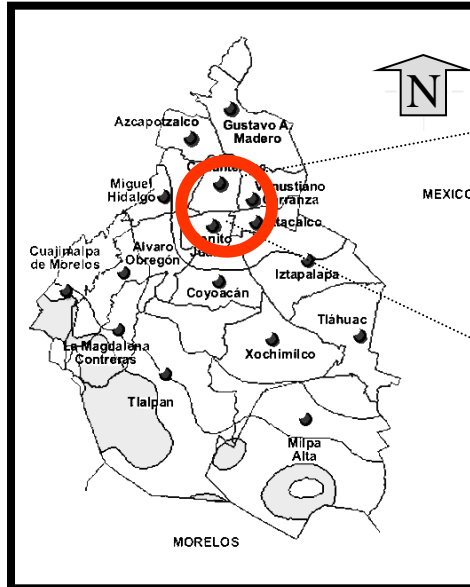 N
Azcapotzalco
Gustavo A.
Madero
Miguel
Hidalgo
MEXICO
Cuajimalpa
de Morelos
Alvaro
Obregón
Iztapalapa
Coyoacán
Tláhuac
La Magdalena
Contreras
Xochimilco
Tlalpan
Milpa
Alta
MORELOS